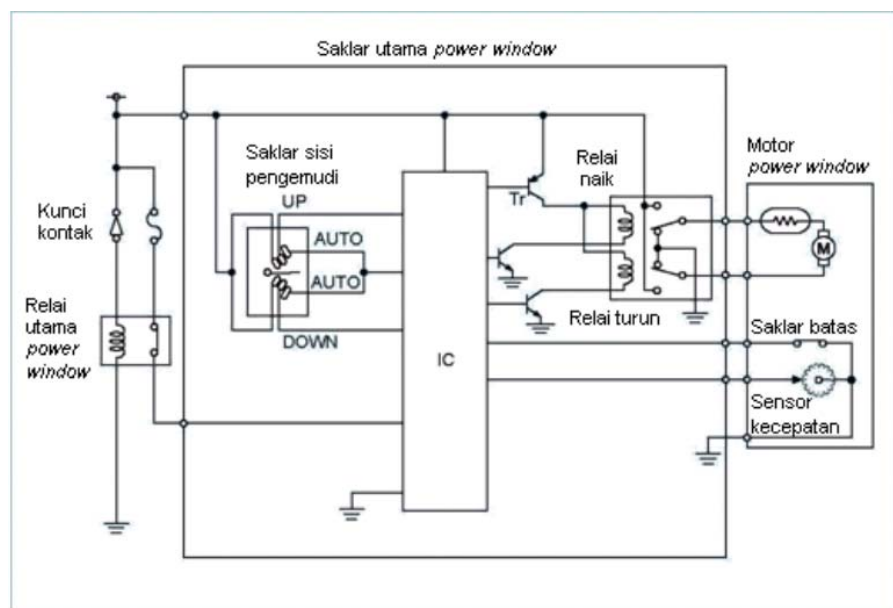 Saklar utama power window
Saklar sisi
pengemudi
UP
AUTO
AUTO
DOWN
Kunci
kontak
Relai
utama
power
window
IC
Tr
Relai
naik
Relai turun
Motor
power window
M
Saklar batas
Sensor
kecepatan